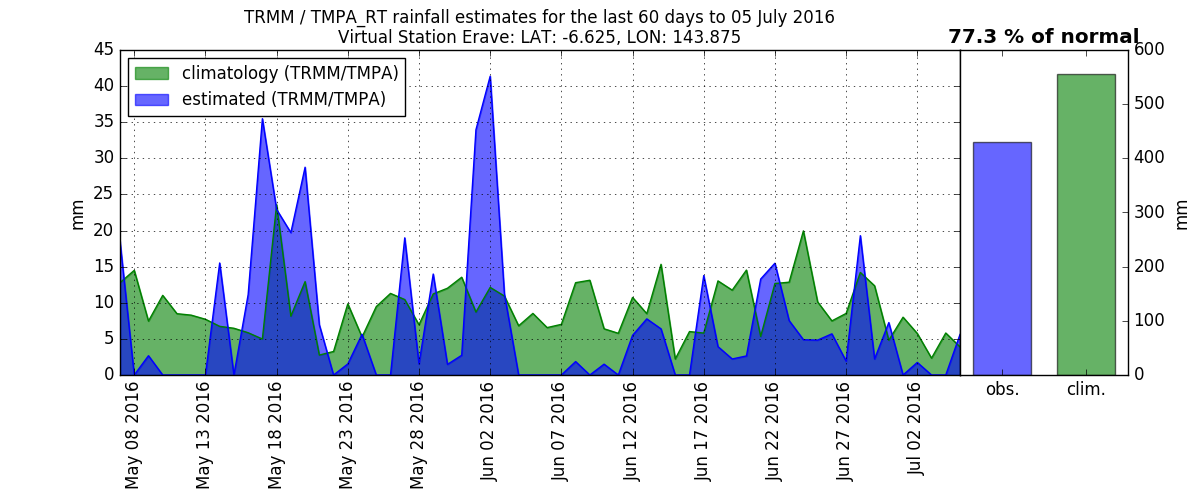 TRMM / TMPA_RT rainfall estimates for the last 60 days to 05 July 2016
Virtual Station Erave: LAT: -6.625, LON: 143.875
77.3 % of normal
climatology (TRMM/TMPA)
estimated (TRMM/TMPA)
45
40
35
30
25
20
15
10
5
0
mm
May 08 2016
May 13 2016
May 18 2016
May 23 2016
May 28 2016
Jun 02 2016
Jun 07 2016
Jun 12 2016
Jun 17 2016
Jun 22 2016
Jun 27 2016
Jul 02 2016
obs.
clim.
600
500
400
300
200
100
0
mm